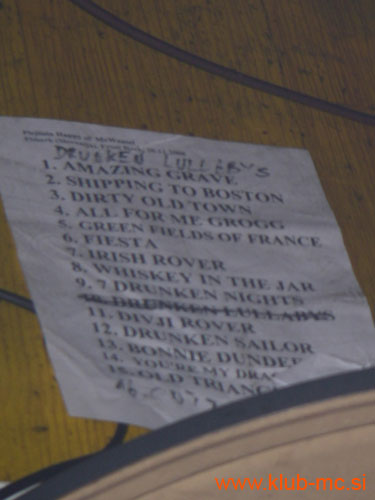 DRUNKEN LULLABYS
1. AMAZING GRAVE
2. SHIPPING TO BOSTON
3. DIRTY OLD TOWN
4. ALL FOR ME GROGG
5. GREEN FIELDS OF FRANCE
6. FIESTA
7. IRISH ROVER
8. WHISKEY IN THE JAR
9. 7 DRUNKEN NIGHTS
10. DRUNKEN LULLABYS
11. DIVJI ROVER
12. DRUNKEN SAILOR
13. BONNIE DUNDEE
14. YOU'RE MY
15. OLD
www.klub-mc.si